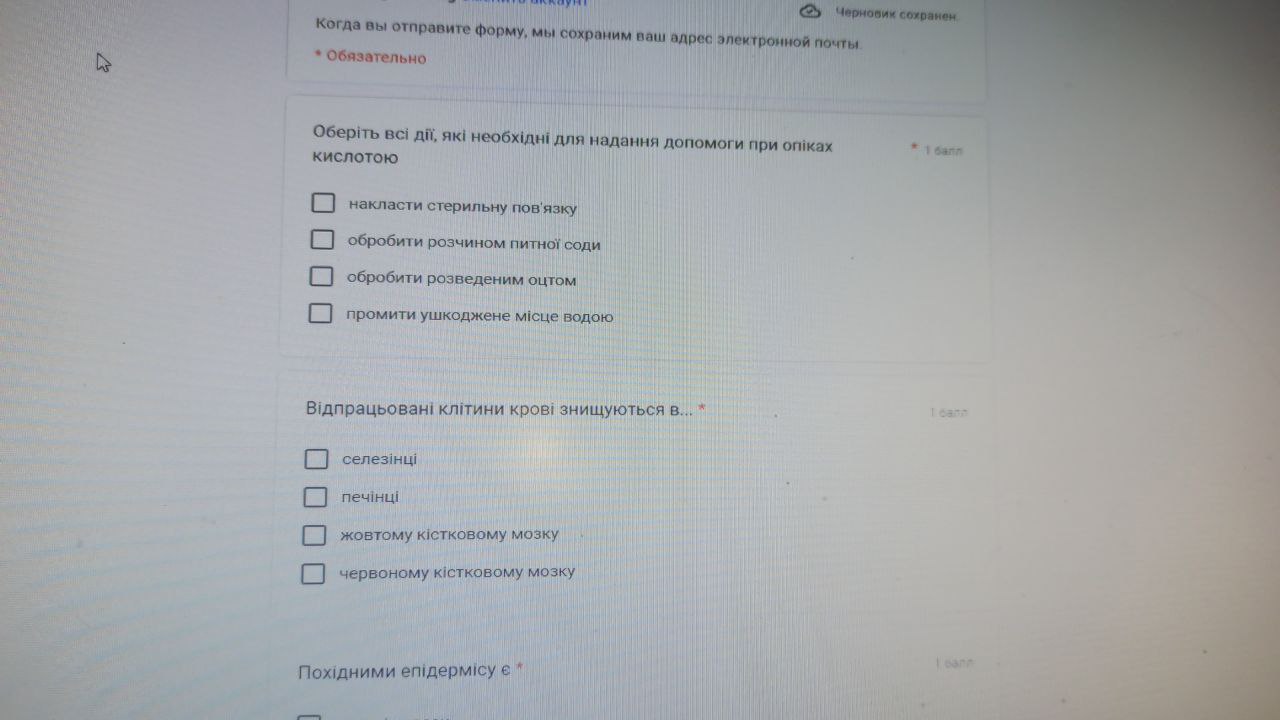 сменить аккаунт
Черновик сохранен.
Когда вы отправите форму, мы сохраним ваш адрес электронной почты.
* Обязательно
Оберіть всі дії, які необхідні для надання допомоги при опіках * 1 балл
кислотою
накласти стерильну пов'язку
обробити розчином питної соди
обробити розведеним оцтом
промити ушкоджене місце водою
Відпрацьовані клітини крові знищуються в... * 1 балл
селезінці
печінці
жовтому кістковому мозку
червоному кістковому мозку
Похідними епідермісу є * 1 балл